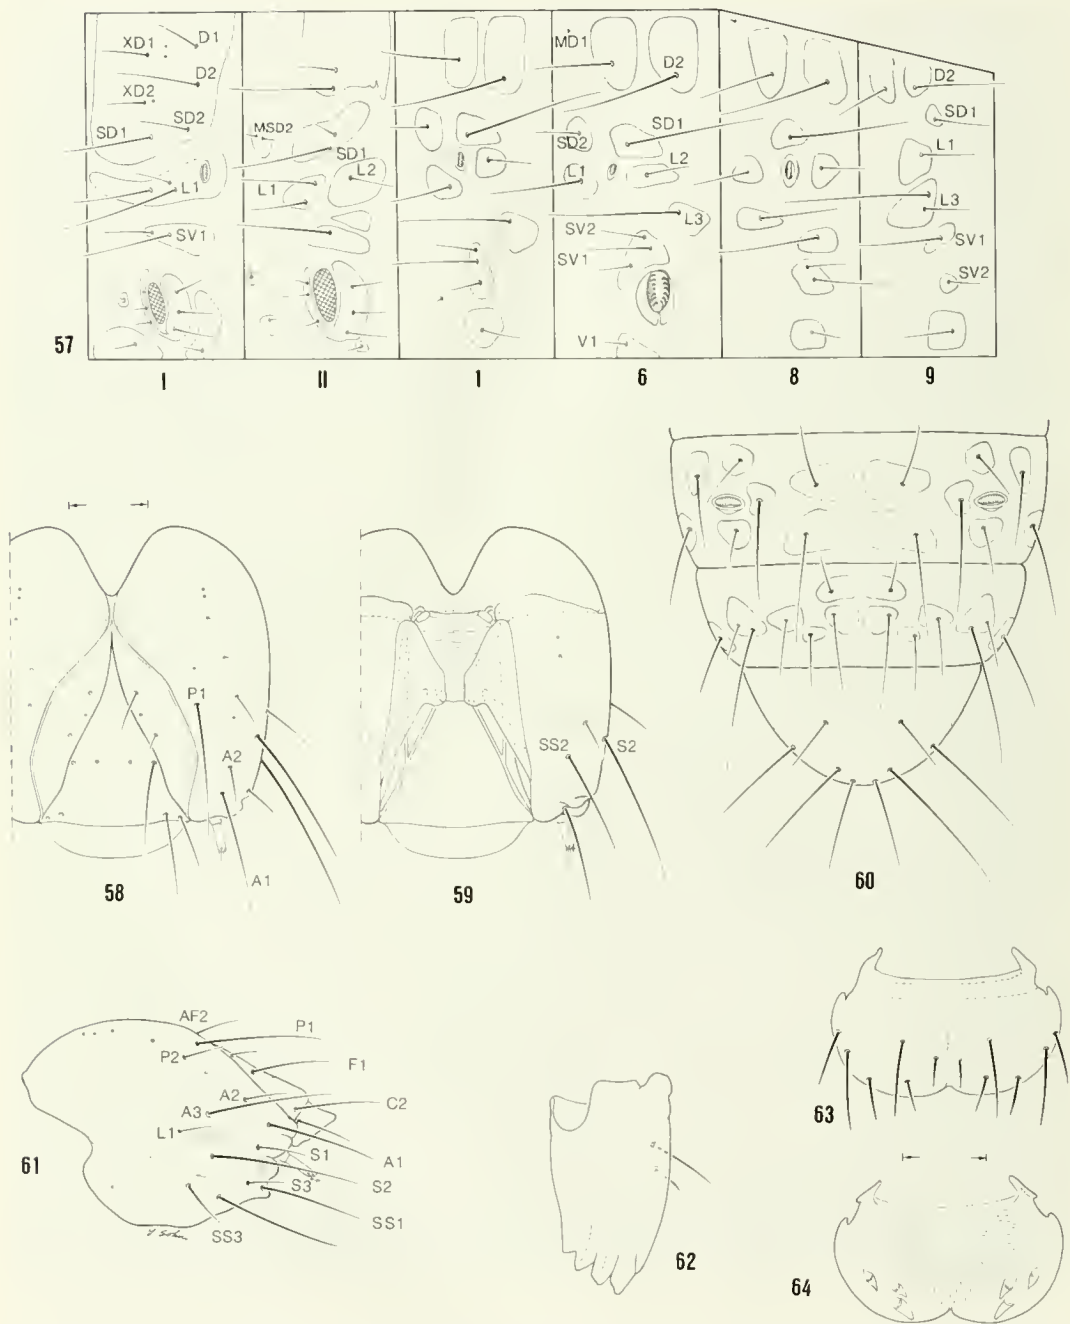 XD1 D1
D2
XD2
SD1 SD2
L1
SV1
MSD2
SD1
L1 L2
MD1
D2
SD1
SD2
L1 L2
L3
SV2
SV1
V1
D2
SD1
L1
L3
SV1
SV2
57
I II 1 6 8 9
P1
A2
A1
58
SS2 S2
59
60
AF2
P1
P2
F1
A2
C2
A3
L1
A1
S1
S2
S3
SS1
SS3
61
62
63
64